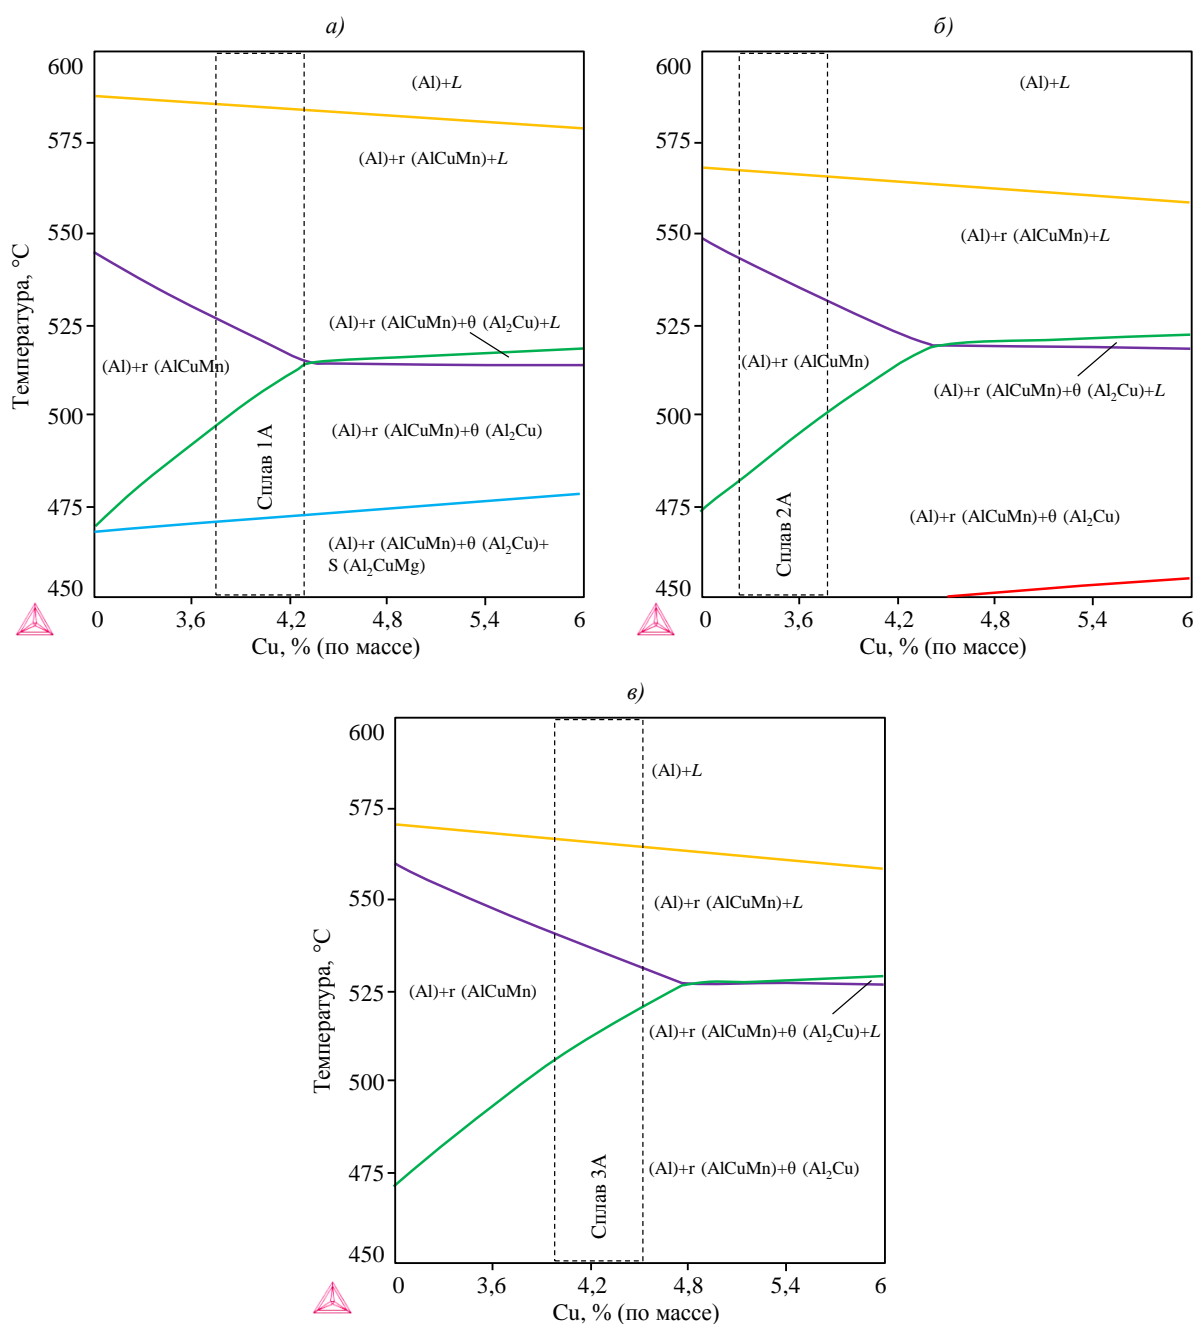 а)
600
575
550
525
500
475
450
Температура, °C
(Al)+L
(Al)+r (AlCuMn)+L
(Al)+r (AlCuMn)+θ (Al₂Cu)+L
(Al)+r (AlCuMn)
(Al)+r (AlCuMn)+θ (Al₂Cu)
Сплав 1А
(Al)+r (AlCuMn)+θ (Al₂Cu)+
S (Al₂CuMg)
0 3,6 4,2 4,8 5,4 6
Cu, % (по массе)
б)
600
575
550
525
500
475
450
(Al)+L
(Al)+r (AlCuMn)+L
(Al)+r (AlCuMn)
(Al)+r (AlCuMn)+θ (Al₂Cu)+L
Сплав 2А
(Al)+r (AlCuMn)+θ (Al₂Cu)
0 3,6 4,2 4,8 5,4 6
Cu, % (по массе)
в)
600
575
550
525
500
475
450
Температура, °C
(Al)+L
(Al)+r (AlCuMn)+L
(Al)+r (AlCuMn)
(Al)+r (AlCuMn)+θ (Al₂Cu)+L
Сплав 3А
(Al)+r (AlCuMn)+θ (Al₂Cu)
0 3,6 4,2 4,8 5,4 6
Cu, % (по массе)